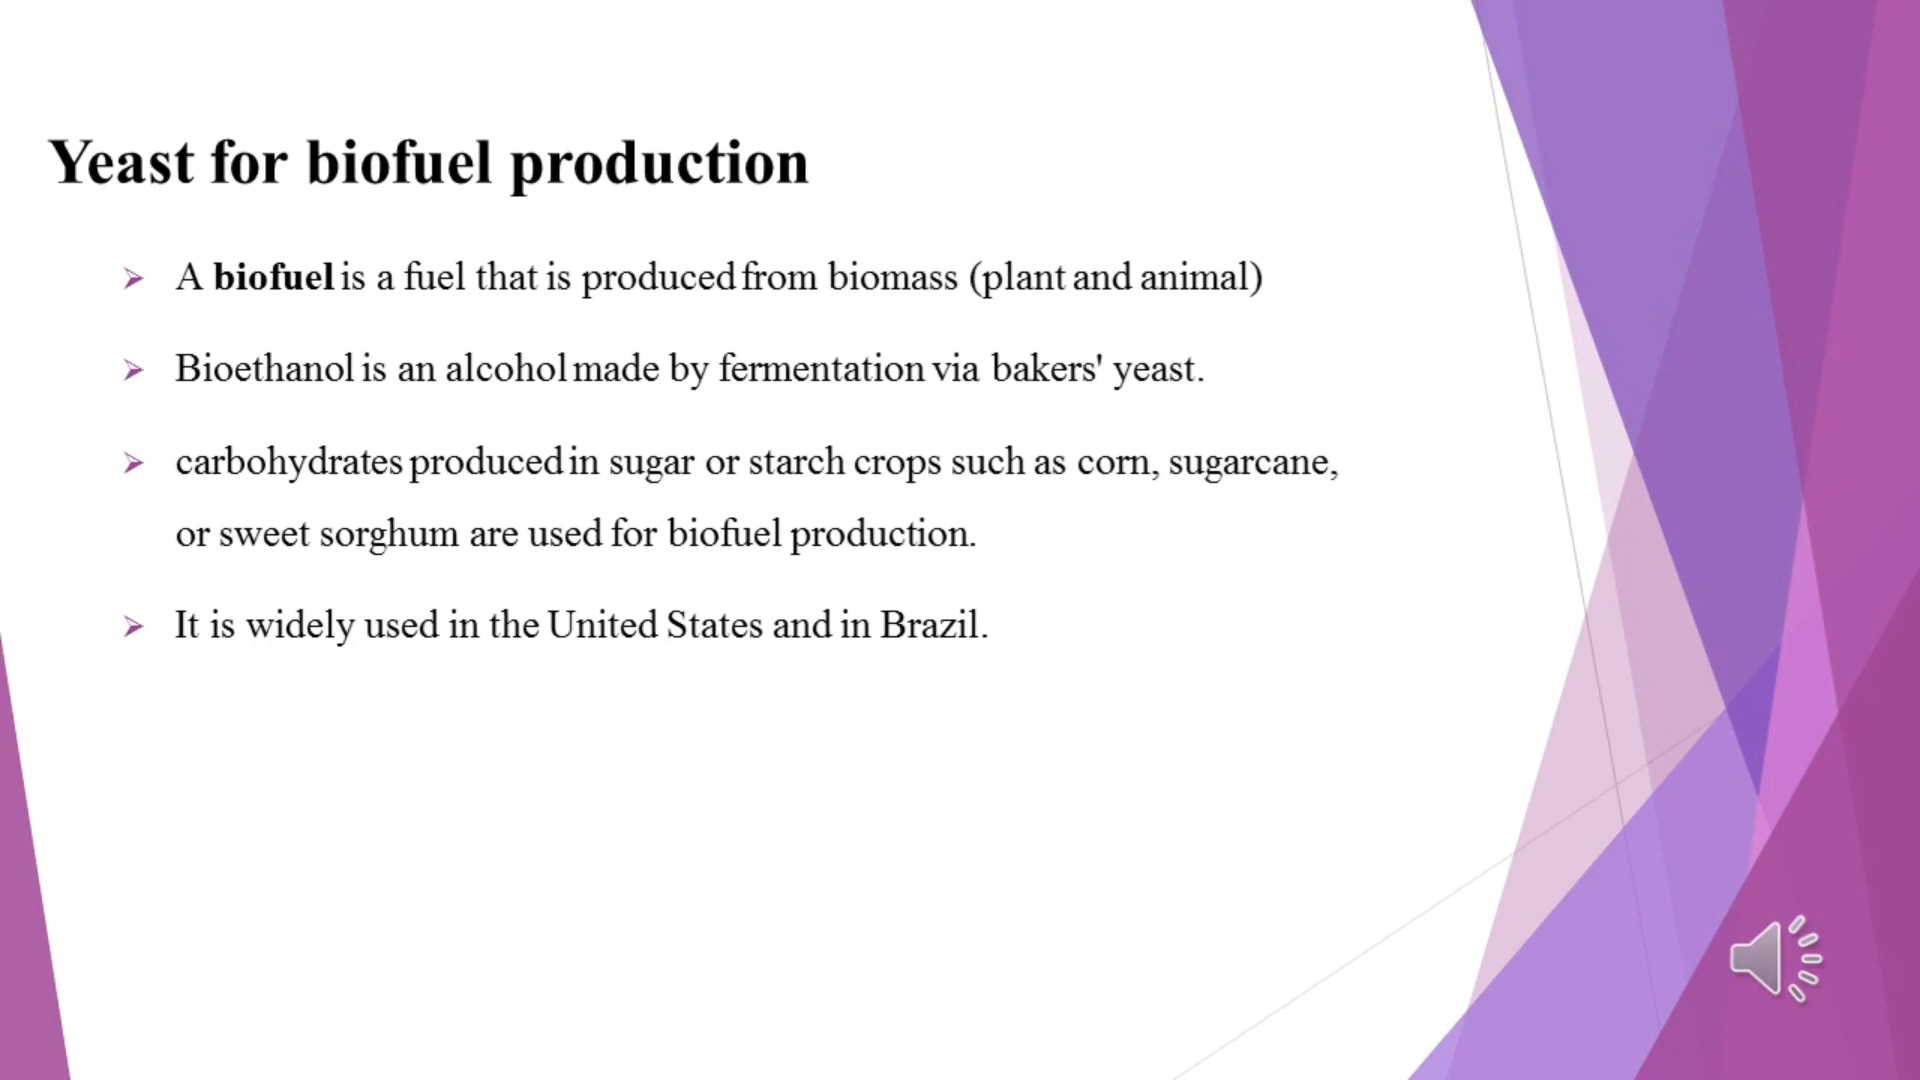 Yeast for biofuel production
A biofuel is a fuel that is produced from biomass (plant and animal)
Bioethanol is an alcohol made by fermentation via bakers' yeast.
carbohydrates produced in sugar or starch crops such as corn, sugarcane,
or sweet sorghum are used for biofuel production.
It is widely used in the United States and in Brazil.